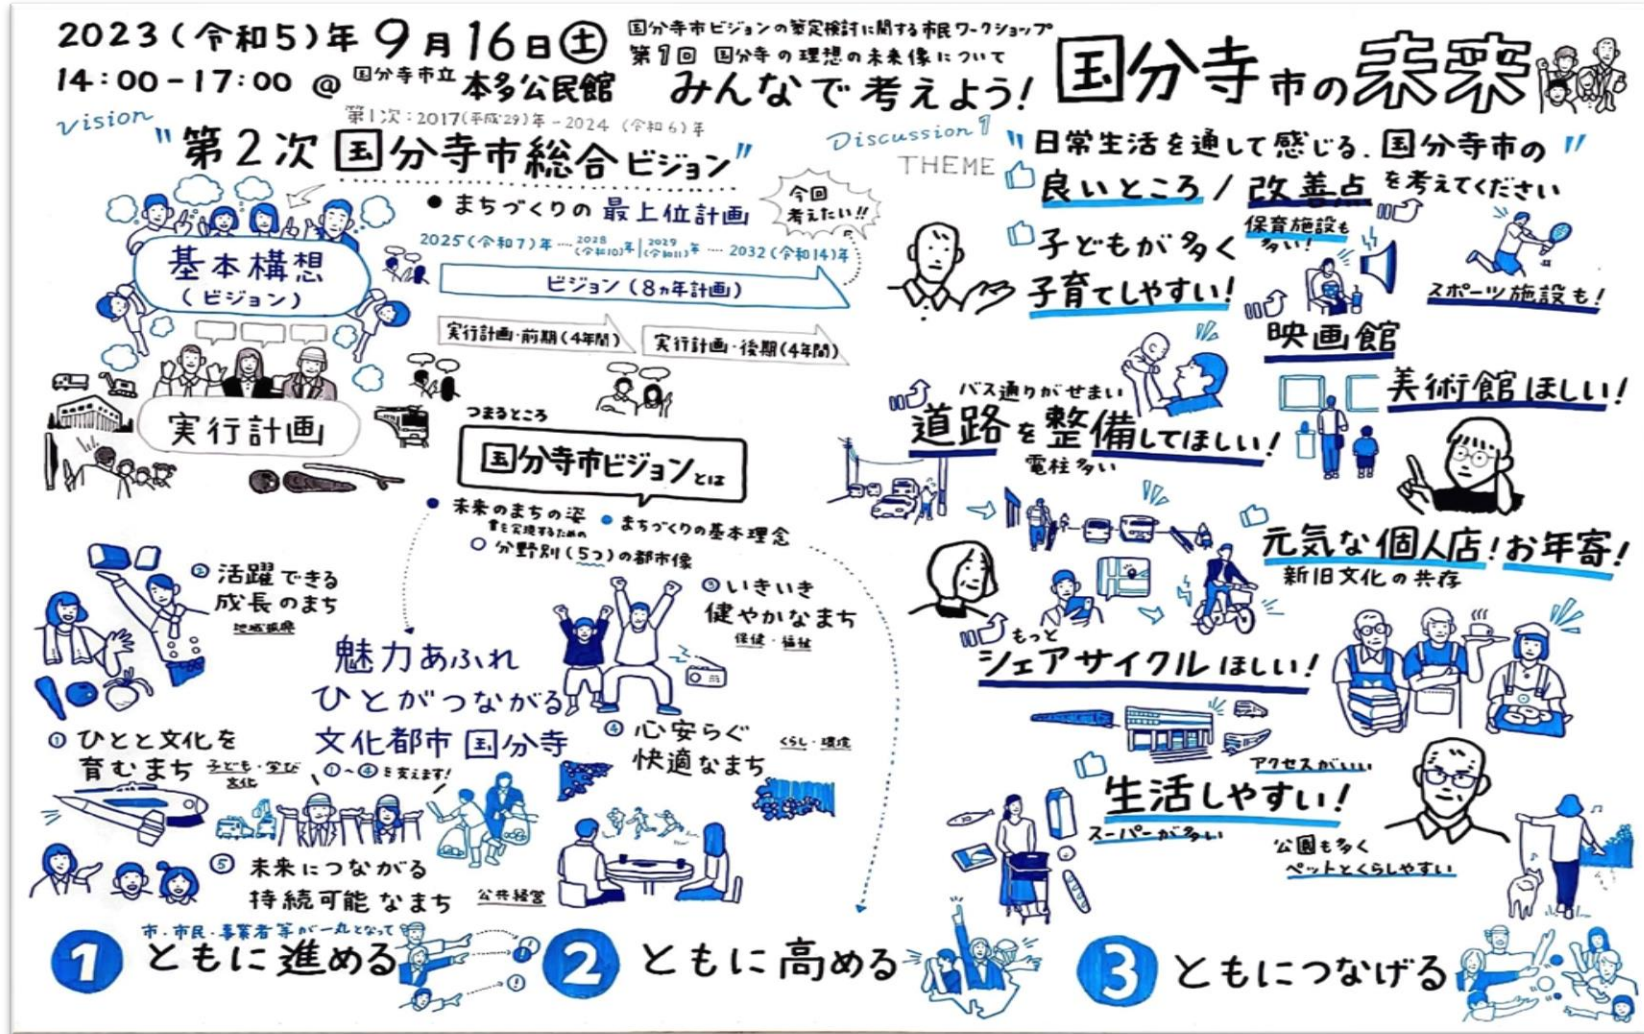 2023(令和5)年 9月16日(土)
14:00-17:00 @ 国分寺市立 本多公民館
国分寺市ビジョンの策定検討に関する市民ワークショップ
第1回 国分寺の理想の未来像について
みんなで考えよう! 国分寺市の未来
vision
第1次:2017(平成29)年-2024(令和6)年
"第2次 国分寺市総合ビジョン"
●まちづくりの最上位計画
今回
考えたい!!
2025(令和7)年 ···· 2028(令和10)年|2029(令和11)年 ···· 2032(令和14)年
ビジョン(8ヵ年計画)
実行計画・前期(4年間)
実行計画・後期(4年間)
基本構想
(ビジョン)
実行計画
つまるところ
国分寺市ビジョンとは
●未来のまちの姿
●まちづくりの基本理念
を実現するための
○分野別(5つ)の都市像
魅力あふれ
ひとがつながる
文化都市 国分寺
①〜④を支えます!
① ひとと文化を
育むまち
子ども・学び
文化
② 活躍できる
成長のまち
地域振興
③ いきいき
健やかなまち
保健・福祉
④ 心安らぐ
快適なまち
くらし・環境
⑤ 未来につながる
持続可能なまち
公共経営
市・市民・事業者等が一丸となって
1 ともに進める
2 ともに高める
3 ともにつなげる
Discussion 1
THEME
"日常生活を通して感じる、国分寺市の"
良いところ/改善点を考えてください
子どもが多く
子育てしやすい!
保育施設も
多い!
スポーツ施設も!
映画館
美術館ほしい!
バス通りがせまい
道路を整備してほしい!
電柱多い
元気な個人店!お年寄!
新旧文化の共存
もっと
シェアサイクルほしい!
アクセスがいい
生活しやすい!
スーパーが多い
公園も多く
ペットとくらしやすい